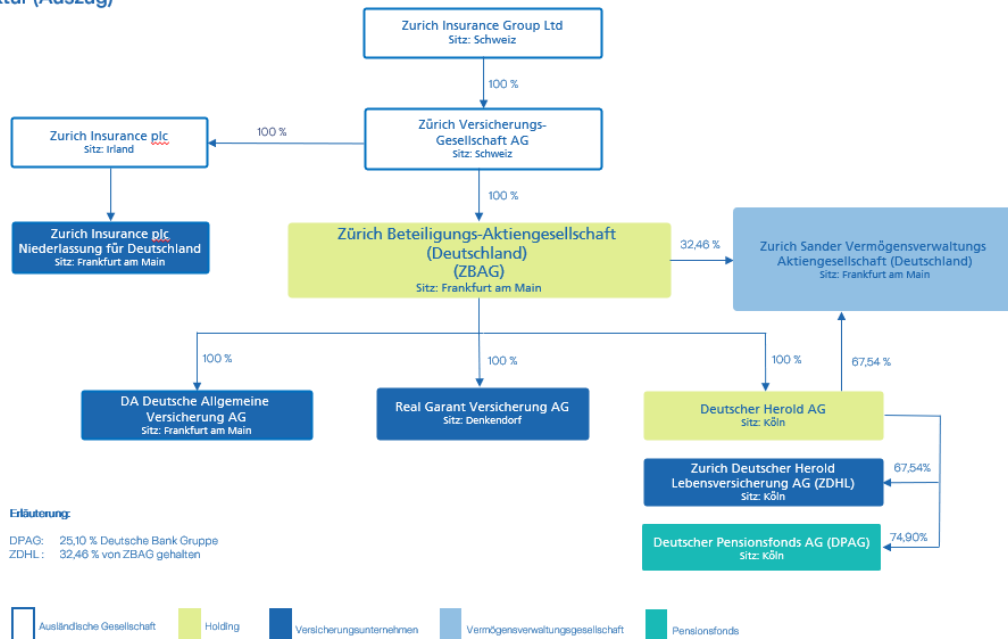 (Auszug)
Zurich Insurance Group Ltd
Sitz: Schweiz
100 %
Zürich Versicherungs-
Gesellschaft AG
Sitz: Schweiz
100 %
Zurich Insurance plc
Sitz: Irland
100 %
Zurich Insurance plc
Niederlassung für Deutschland
Sitz: Frankfurt am Main
Zürich Beteiligungs-Aktiengesellschaft
(Deutschland)
(ZBAG)
Sitz: Frankfurt am Main
32,46 %
Zurich Sander Vermögensverwaltungs
Aktiengesellschaft (Deutschland)
Sitz: Frankfurt am Main
100 %
100 %
100 %
67,54 %
DA Deutsche Allgemeine
Versicherung AG
Sitz: Frankfurt am Main
Real Garant Versicherung AG
Sitz: Denkendorf
Deutscher Herold AG
Sitz: Köln
Zurich Deutscher Herold
Lebensversicherung AG (ZDHL)
Sitz: Köln
67,54%
Deutscher Pensionsfonds AG (DPAG)
Sitz: Köln
74,90%
Erläuterung:
DPAG: 25,10 % Deutsche Bank Gruppe
ZDHL : 32,46 % von ZBAG gehalten
Ausländische Gesellschaft
Holding
Versicherungsunternehmen
Vermögensverwaltungsgesellschaft
Pensionsfonds